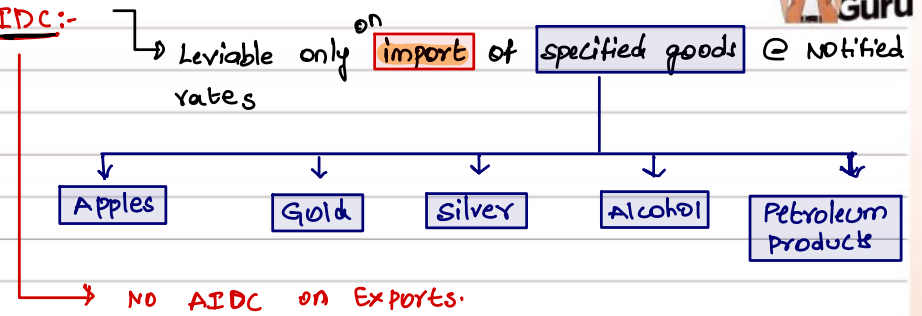 Guru
IDC:-
Leviable only on import of specified goods @ Notified
rates
Apples
Gold
Silver
Alcohol
Petroleum
Products
No AIDC on Exports.